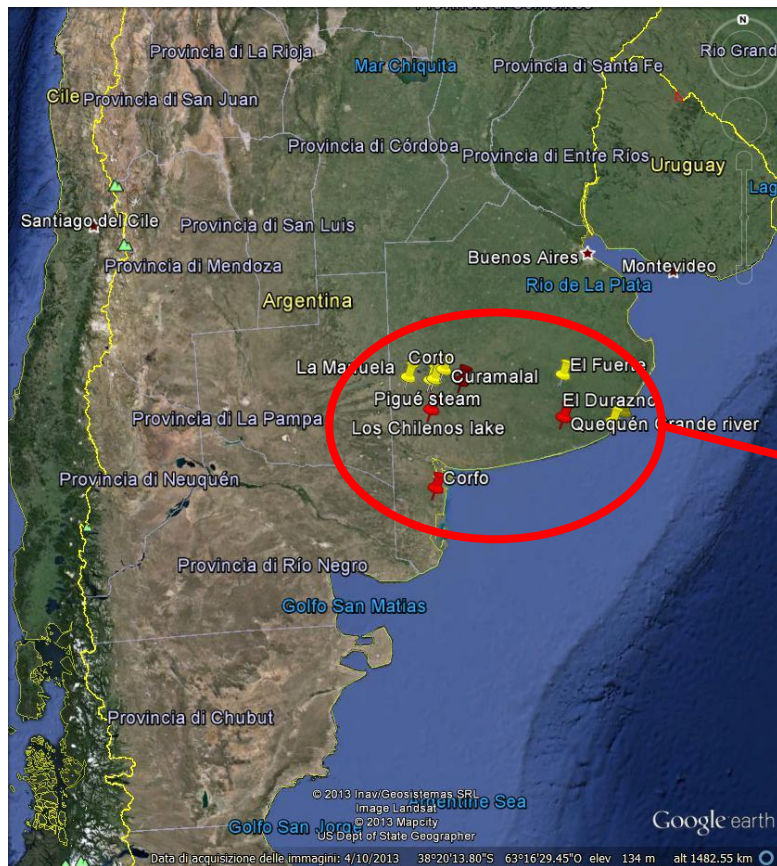 Provincia di La Rioja
Mar Chiquita
Provincia di Santa Fe
Rio Grand
N
Cile
Provincia di San Juan
Provincia di Córdoba
Provincia di Entre Ríos
Uruguay
Lag
Santiago del Cile
Provincia di San Luis
Buenos Aires
Montevideo
Provincia di Mendoza
Río de La Plata
Argentina
La Manuela
Corto
El Fuerte
Curamalal
Pigué steam
El Durazno
Provincia di La Pampa
Los Chilenos lake
Quequén Grande river
Provincia di Neuquén
Corfo
Provincia di Río Negro
Golfo San Matias
Provincia di Chubut
© 2013 Inav/Geosistemas SRL
Image Landsat
Argentine Sea
© 2013 Mapcity
Golfo San Jorge
US Dept of State Geographer
Google earth
Data di acquisizione delle immagini: 4/10/2013 38°20'13.80"S 63°16'29.45"O elev 134 m alt 1482.55 km